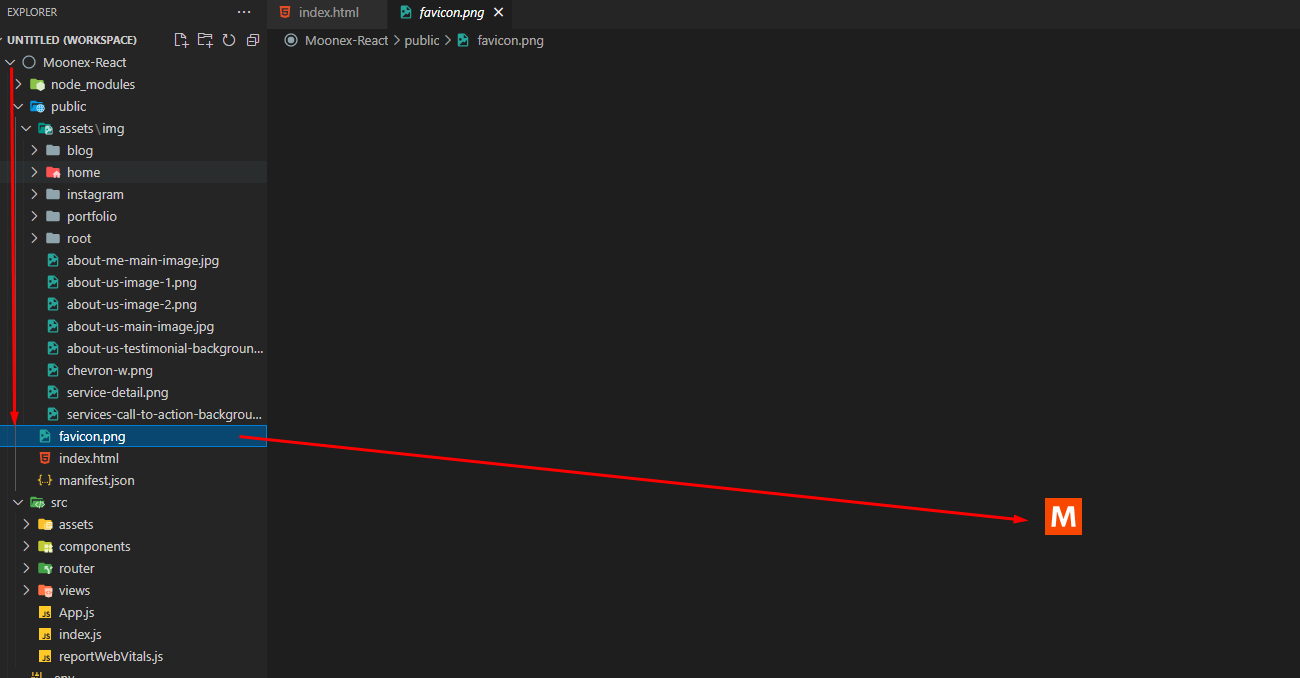 EXPLORER
index.html
favicon.png
UNTITLED (WORKSPACE)
Moonex-React > public > favicon.png
Moonex-React
node_modules
public
assets\img
blog
home
instagram
portfolio
root
about-me-main-image.jpg
about-us-image-1.png
about-us-image-2.png
about-us-main-image.jpg
about-us-testimonial-backgroun...
chevron-w.png
service-detail.png
services-call-to-action-backgrou...
favicon.png
index.html
manifest.json
M
src
assets
components
router
views
App.js
index.js
reportWebVitals.js